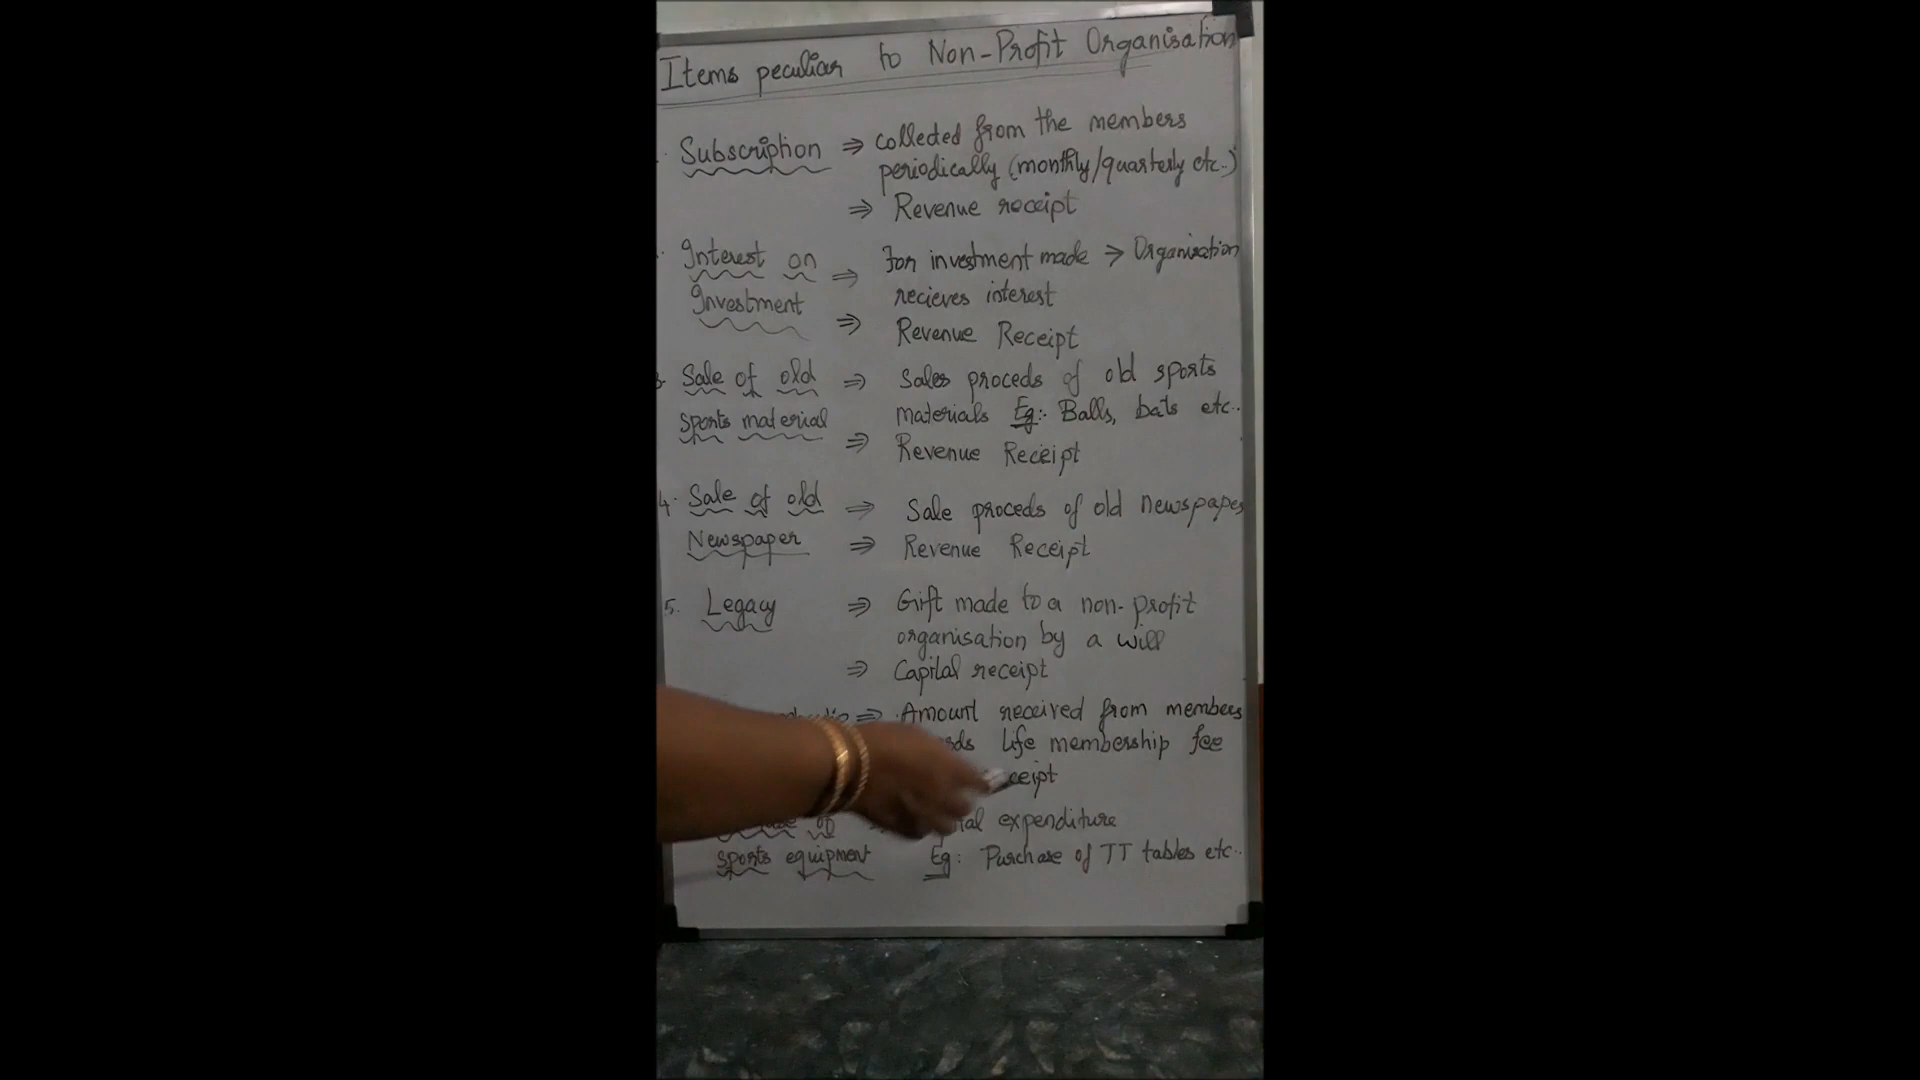 Items peculiar to Non-Profit Organisation
Subscription ⇒ collected from the members
periodically (monthly/quarterly etc..)
⇒ Revenue receipt
Interest on ⇒ For investment made → Organisation
Investment recieves interest
⇒ Revenue Receipt
3. Sale of old ⇒ Sales proceds of old sports
sports material materials Eg:- Balls, bats etc..
⇒ Revenue Receipt
4. Sale of old ⇒ Sale proceds of old newspapes
Newspaper ⇒ Revenue Receipt
5. Legacy ⇒ Gift made to a non-profit
organisation by a will
⇒ Capital receipt
⇒ Amount received from members
Life membership fee
of expenditure
sports equipment Eg: Purchase of TT tables etc..